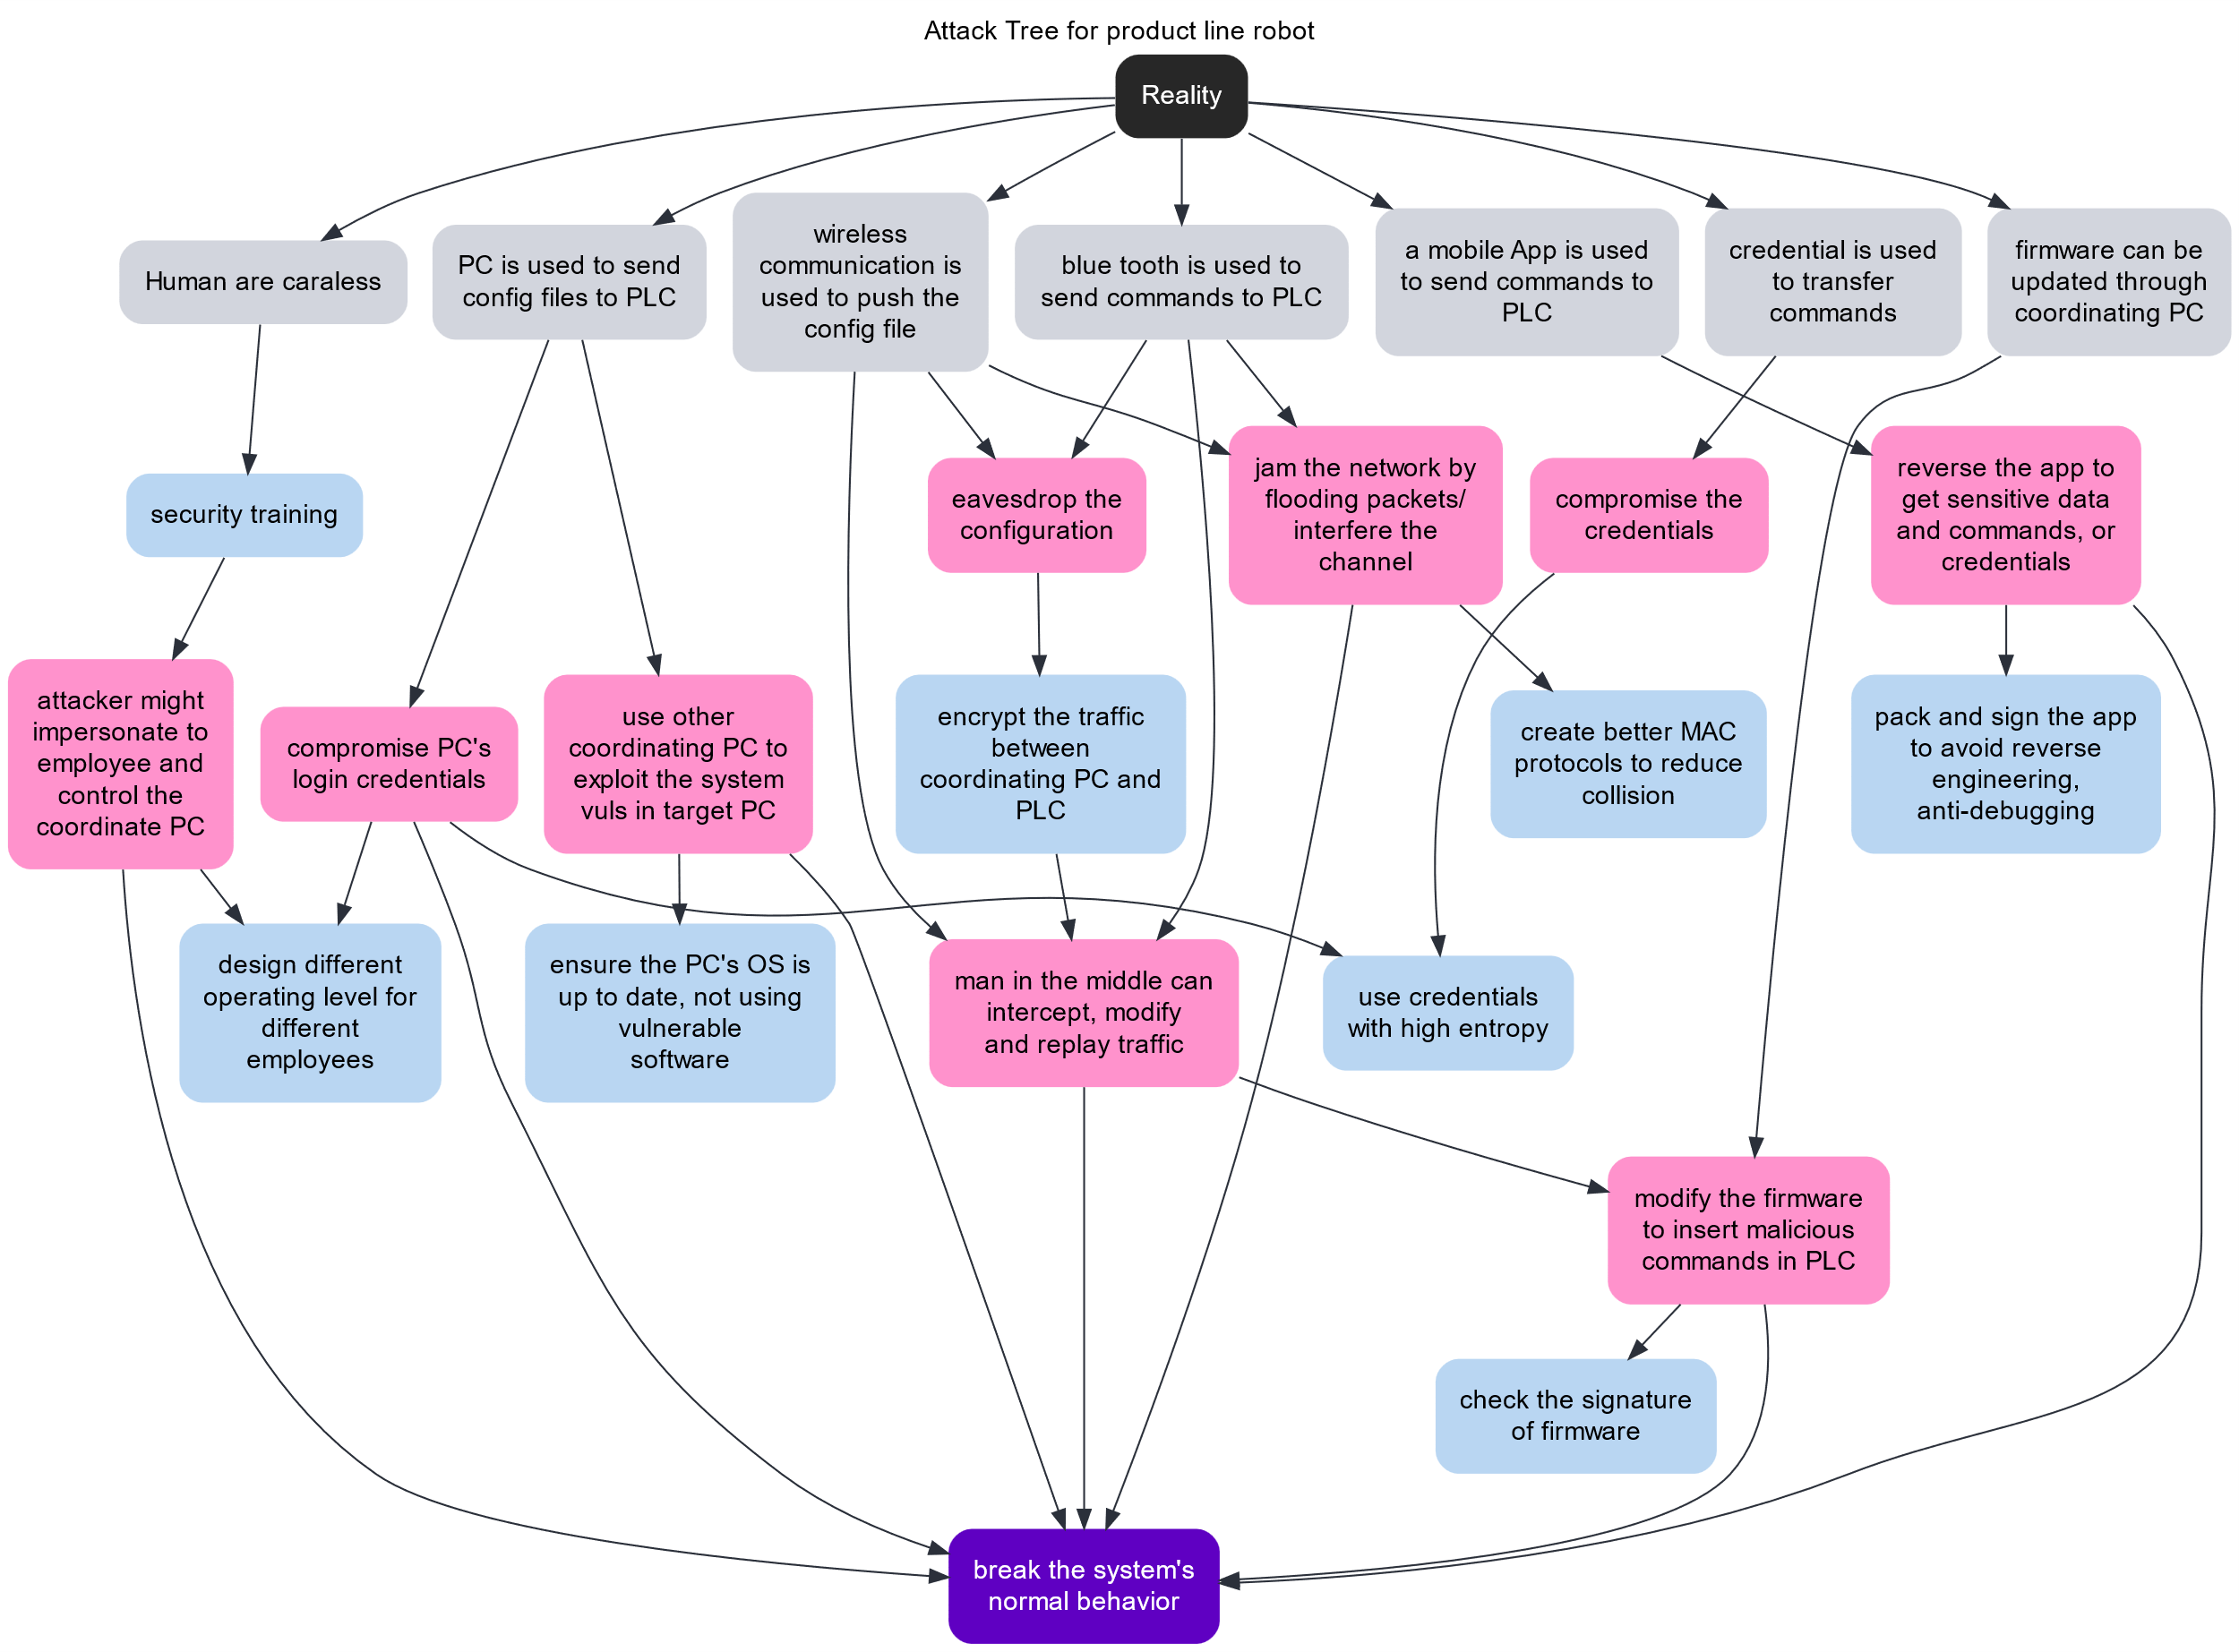 Attack Tree for product line robot
Reality
Human are caraless
PC is used to send
config files to PLC
wireless
communication is
used to push the
config file
blue tooth is used to
send commands to PLC
a mobile App is used
to send commands to
PLC
credential is used
to transfer
commands
firmware can be
updated through
coordinating PC
security training
eavesdrop the
configuration
jam the network by
flooding packets/
interfere the
channel
compromise the
credentials
reverse the app to
get sensitive data
and commands, or
credentials
attacker might
impersonate to
employee and
control the
coordinate PC
compromise PC's
login credentials
use other
coordinating PC to
exploit the system
vuls in target PC
encrypt the traffic
between
coordinating PC and
PLC
create better MAC
protocols to reduce
collision
pack and sign the app
to avoid reverse
engineering,
anti-debugging
design different
operating level for
different
employees
ensure the PC's OS is
up to date, not using
vulnerable
software
man in the middle can
intercept, modify
and replay traffic
use credentials
with high entropy
modify the firmware
to insert malicious
commands in PLC
check the signature
of firmware
break the system's
normal behavior